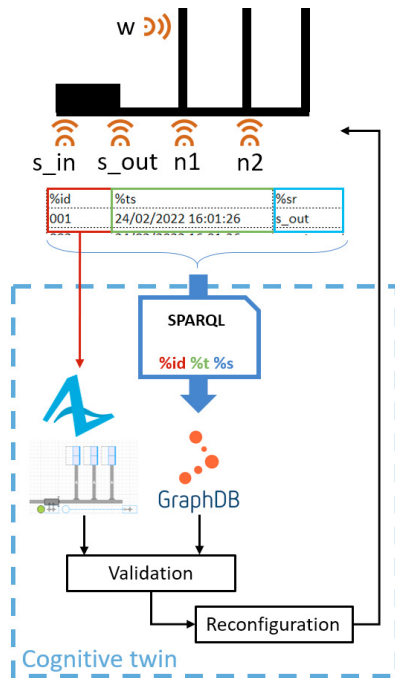 w
s_in s_out n1 n2
%id %ts %sr
001 24/02/2022 16:01:26 s_out
SPARQL
%id %t %s
GraphDB
Validation
Reconfiguration
Cognitive twin